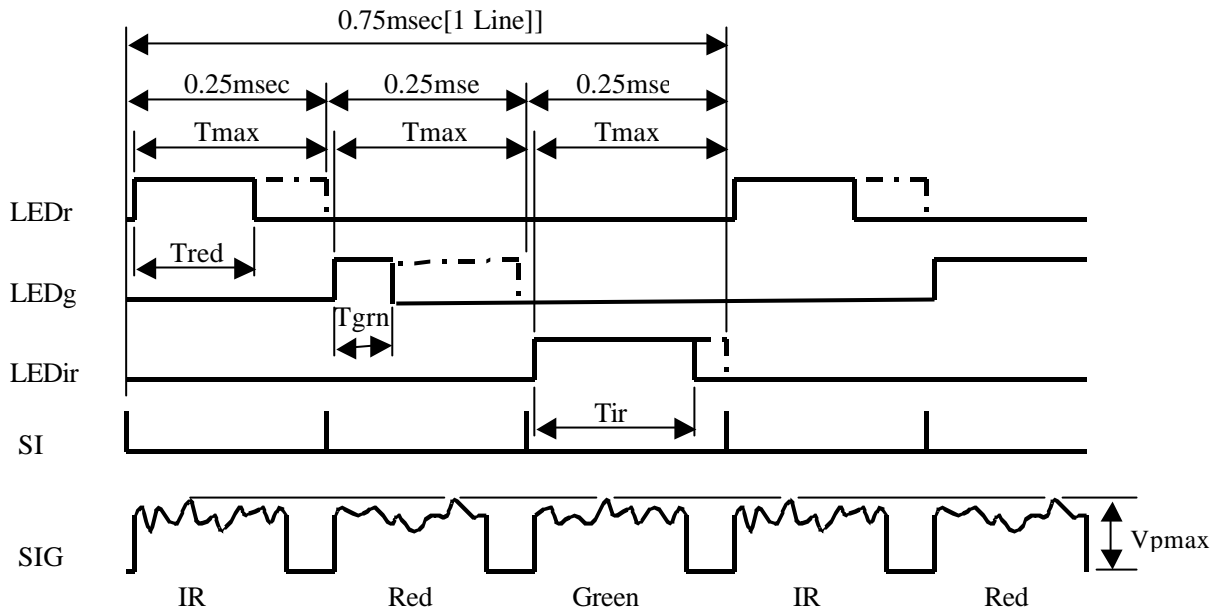 0.75msec[1 Line]]
0.25msec 0.25mse 0.25mse
Tmax Tmax Tmax
LEDr
Tred
LEDg
Tgrn
LEDir
Tir
SI
SIG
Vpmax
IR Red Green IR Red